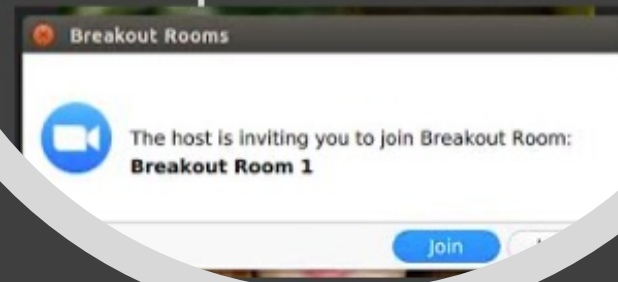 Breakout Rooms
The host is inviting you to join Breakout Room:
Breakout Room 1
Join